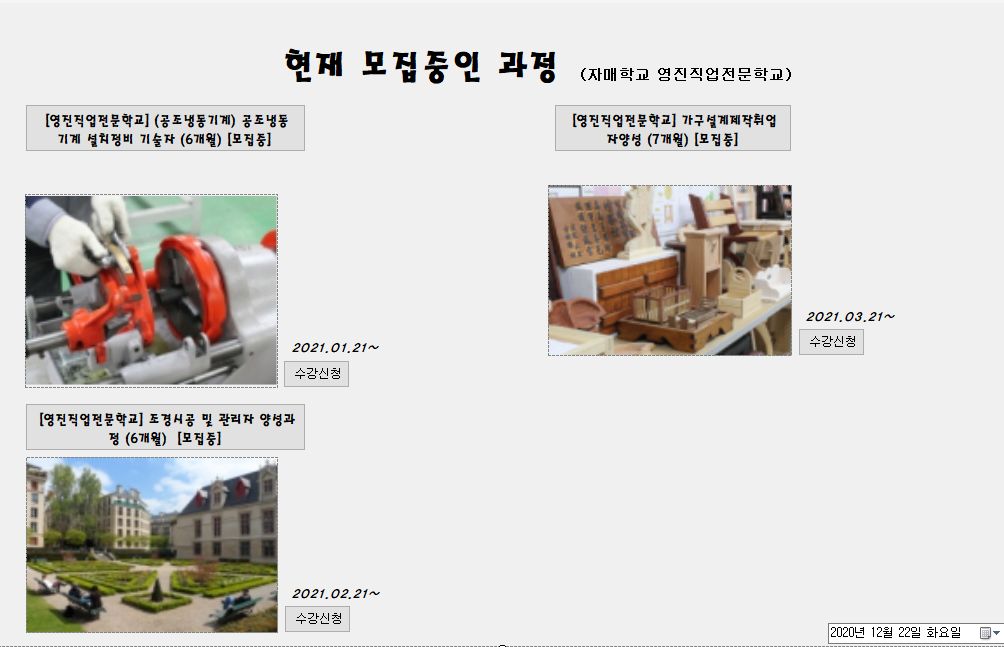 현재 모집중인 과정 (자매학교 영진직업전문학교)
[영진직업전문학교] (공조냉동기계) 공조냉동
기계 설치정비 기술자 (6개월) [모집중]
[영진직업전문학교] 가구설계제작취업
자양성 (7개월) [모집중]
2021.01.21~
수강신청
2021.03.21~
수강신청
[영진직업전문학교] 조경시공 및 관리자 양성과
정 (6개월) [모집중]
2021.02.21~
수강신청
2020년 12월 22일 화요일